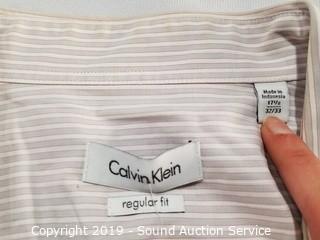 Made in
Indonesia
17½
32/33
Calvin Klein
regular fit
Copyright 2019 - Sound Auction Service